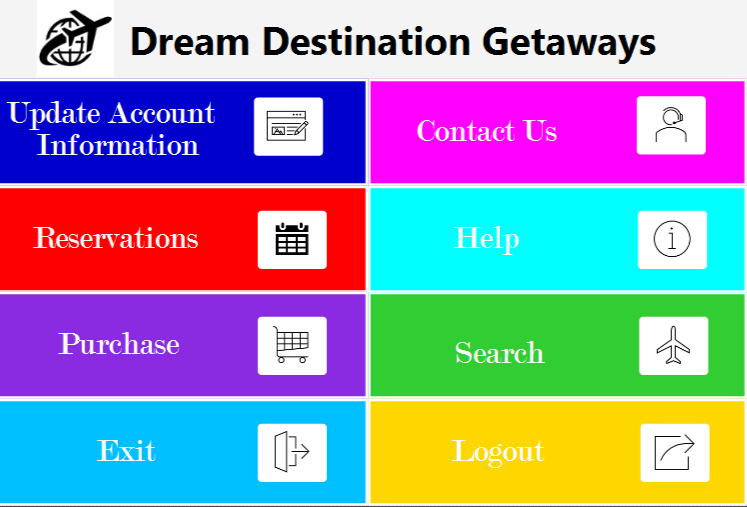 Dream Destination Getaways
Update Account
Information
Contact Us
Reservations
Help
Purchase
Search
Exit
Logout